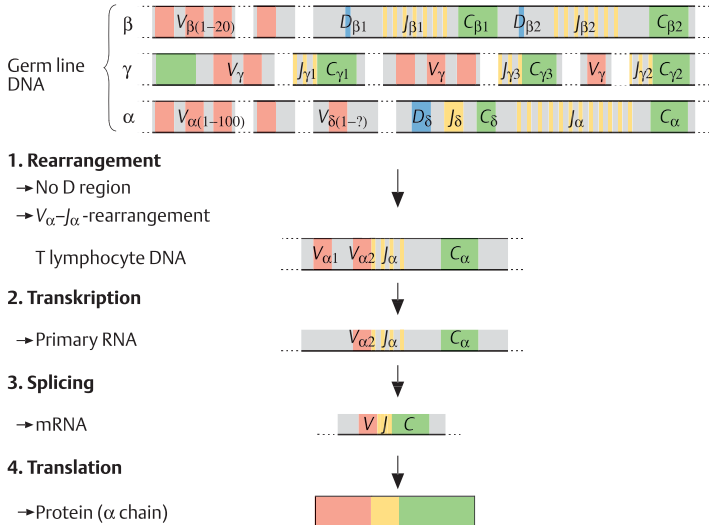 β Vβ(1–20) Dβ1 Jβ1 Cβ1 Dβ2 Jβ2 Cβ2
Germ line
DNA
γ Vγ Jγ1 Cγ1 Vγ Jγ3 Cγ3 Vγ Jγ2 Cγ2
α Vα(1–100) Vδ(1–?) Dδ Jδ Cδ Jα Cα
1. Rearrangement
→ No D region
→ Vα–Jα-rearrangement
T lymphocyte DNA Vα1 Vα2 Jα Cα
2. Transkription
→ Primary RNA Vα2 Jα Cα
3. Splicing
→ mRNA V J C
4. Translation
→ Protein (α chain)